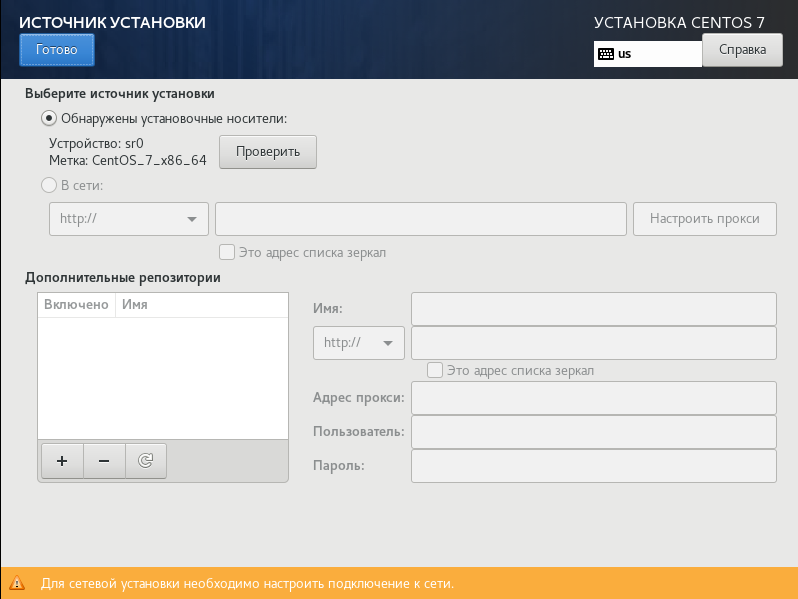 ИСТОЧНИК УСТАНОВКИ
УСТАНОВКА CENTOS 7
Готово
us
Справка
Выберите источник установки
Обнаружены установочные носители:
Устройство: sr0
Метка: CentOS_7_x86_64
Проверить
В сети:
http://
Настроить прокси
Это адрес списка зеркал
Дополнительные репозитории
Включено
Имя
Имя:
http://
Это адрес списка зеркал
Адрес прокси:
Пользователь:
Пароль:
Для сетевой установки необходимо настроить подключение к сети.